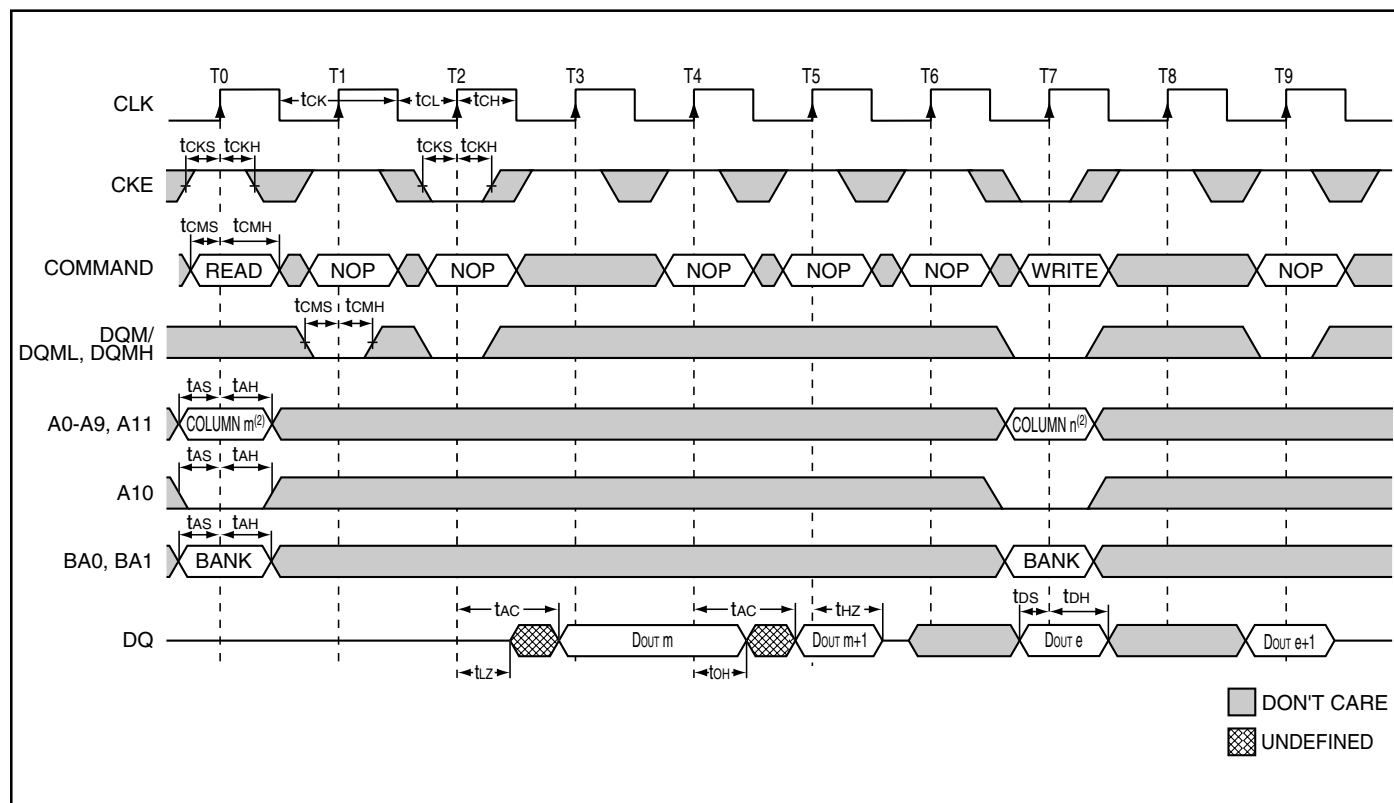 T0 T1 T2 T3 T4 T5 T6 T7 T8 T9
CLK tCK tCL tCH
tCKS tCKH tCKS tCKH
CKE
tCMS tCMH
COMMAND READ NOP NOP NOP NOP NOP WRITE NOP
tCMS tCMH
DQM/
DQML, DQMH
tAS tAH
A0-A9, A11 COLUMN m(2) COLUMN n(2)
tAS tAH
A10
tAS tAH
BA0, BA1 BANK BANK
tAC tAC tHZ tDS tDH
DQ DOUT m DOUT m+1 DOUT e DOUT e+1
tLZ tOH
DON'T CARE
UNDEFINED